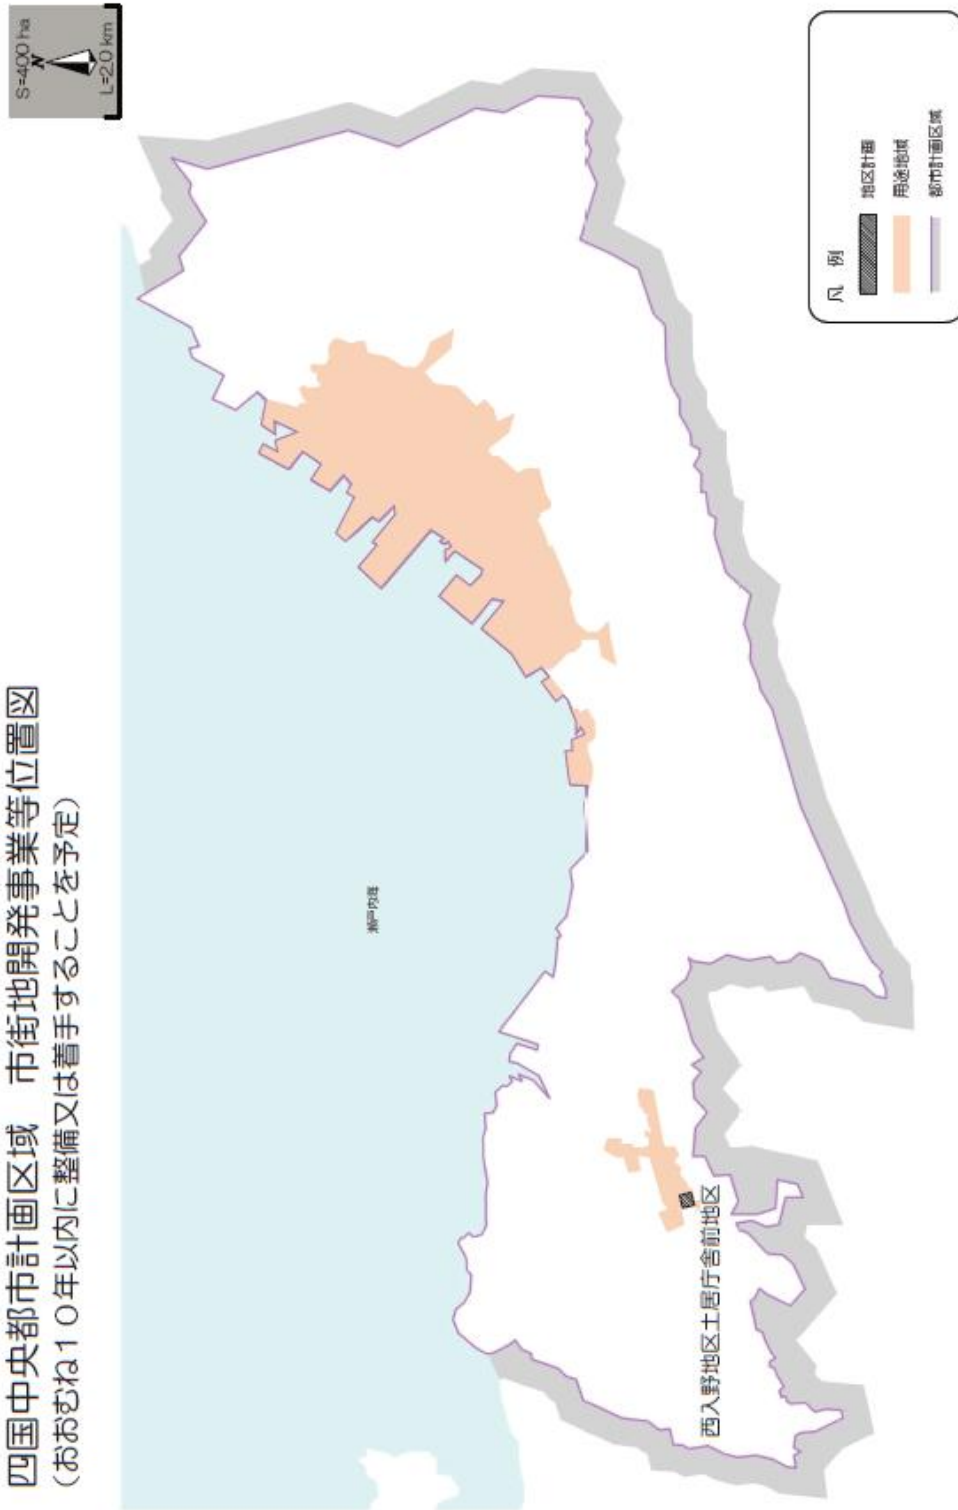 四国中央都市計画区域　市街地開発事業等位置図
(おおむね１０年以内に整備又は着手することを予定)
S=400 ha
N
L=2.0 km
瀬戸内海
西入野地区土居庁舎前地区
凡　例
地区計画
用途地域
都市計画区域